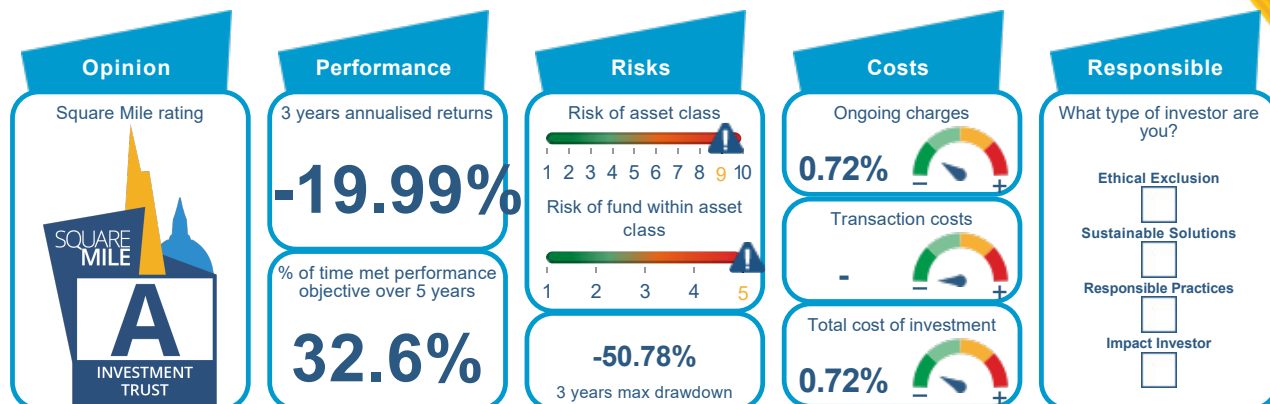 Opinion
Square Mile rating
SQUARE
MILE
A
INVESTMENT
TRUST
Performance
3 years annualised returns
-19.99%
% of time met performance
objective over 5 years
32.6%
Risks
Risk of asset class
1 2 3 4 5 6 7 8 9 10
Risk of fund within asset
class
1 2 3 4 5
-50.78%
3 years max drawdown
Costs
Ongoing charges
0.72%
− +
Transaction costs
-
− +
Total cost of investment
0.72%
− +
Responsible
What type of investor are
you?
Ethical Exclusion
Sustainable Solutions
Responsible Practices
Impact Investor